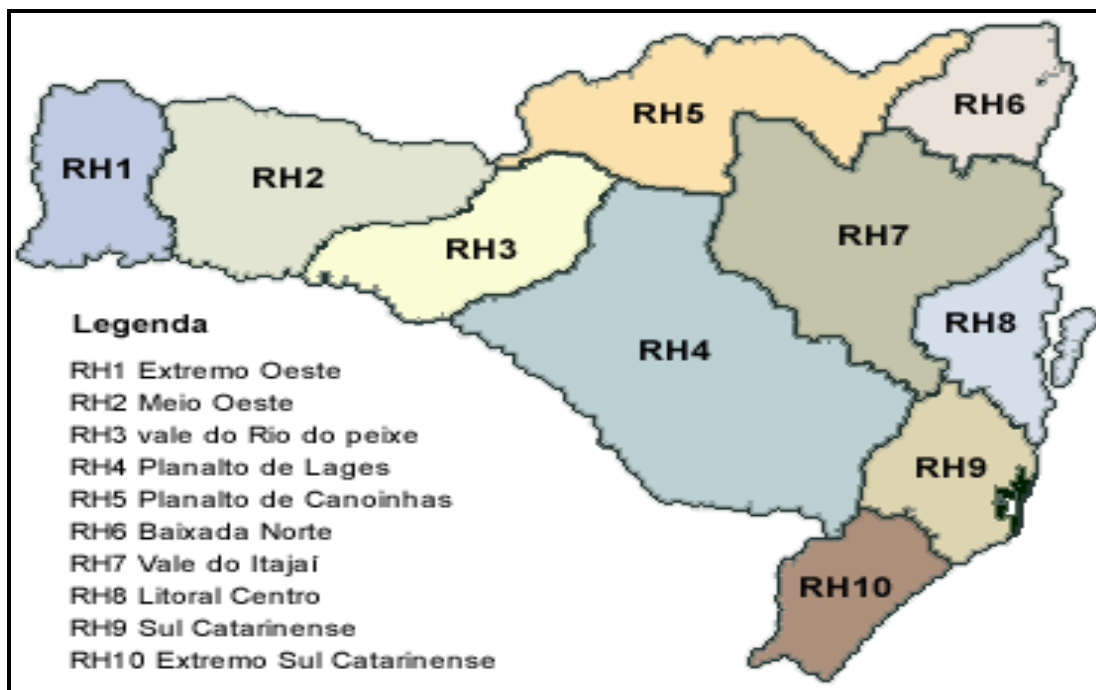 RH1
RH2
RH3
RH4
RH5
RH6
RH7
RH8
RH9
RH10
Legenda
RH1 Extremo Oeste
RH2 Meio Oeste
RH3 vale do Rio do peixe
RH4 Planalto de Lages
RH5 Planalto de Canoinhas
RH6 Baixada Norte
RH7 Vale do Itajaí
RH8 Litoral Centro
RH9 Sul Catarinense
RH10 Extremo Sul Catarinense